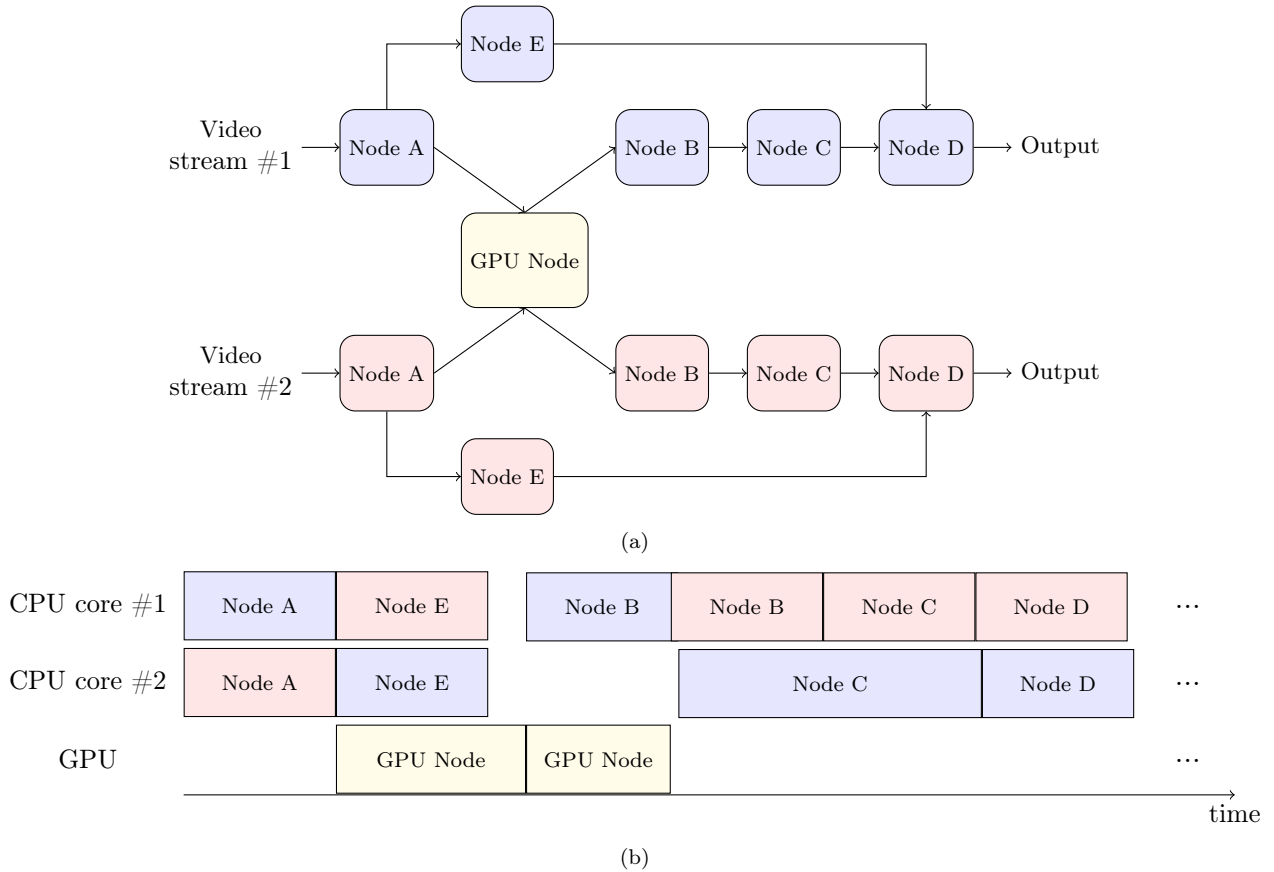 Node E
Video
stream #1
Node A
Node B
Node C
Node D
Output
GPU Node
Video
stream #2
Node A
Node B
Node C
Node D
Output
Node E
(a)
CPU core #1
Node A
Node E
Node B
Node B
Node C
Node D
...
CPU core #2
Node A
Node E
Node C
Node D
...
GPU
GPU Node
GPU Node
...
time
(b)